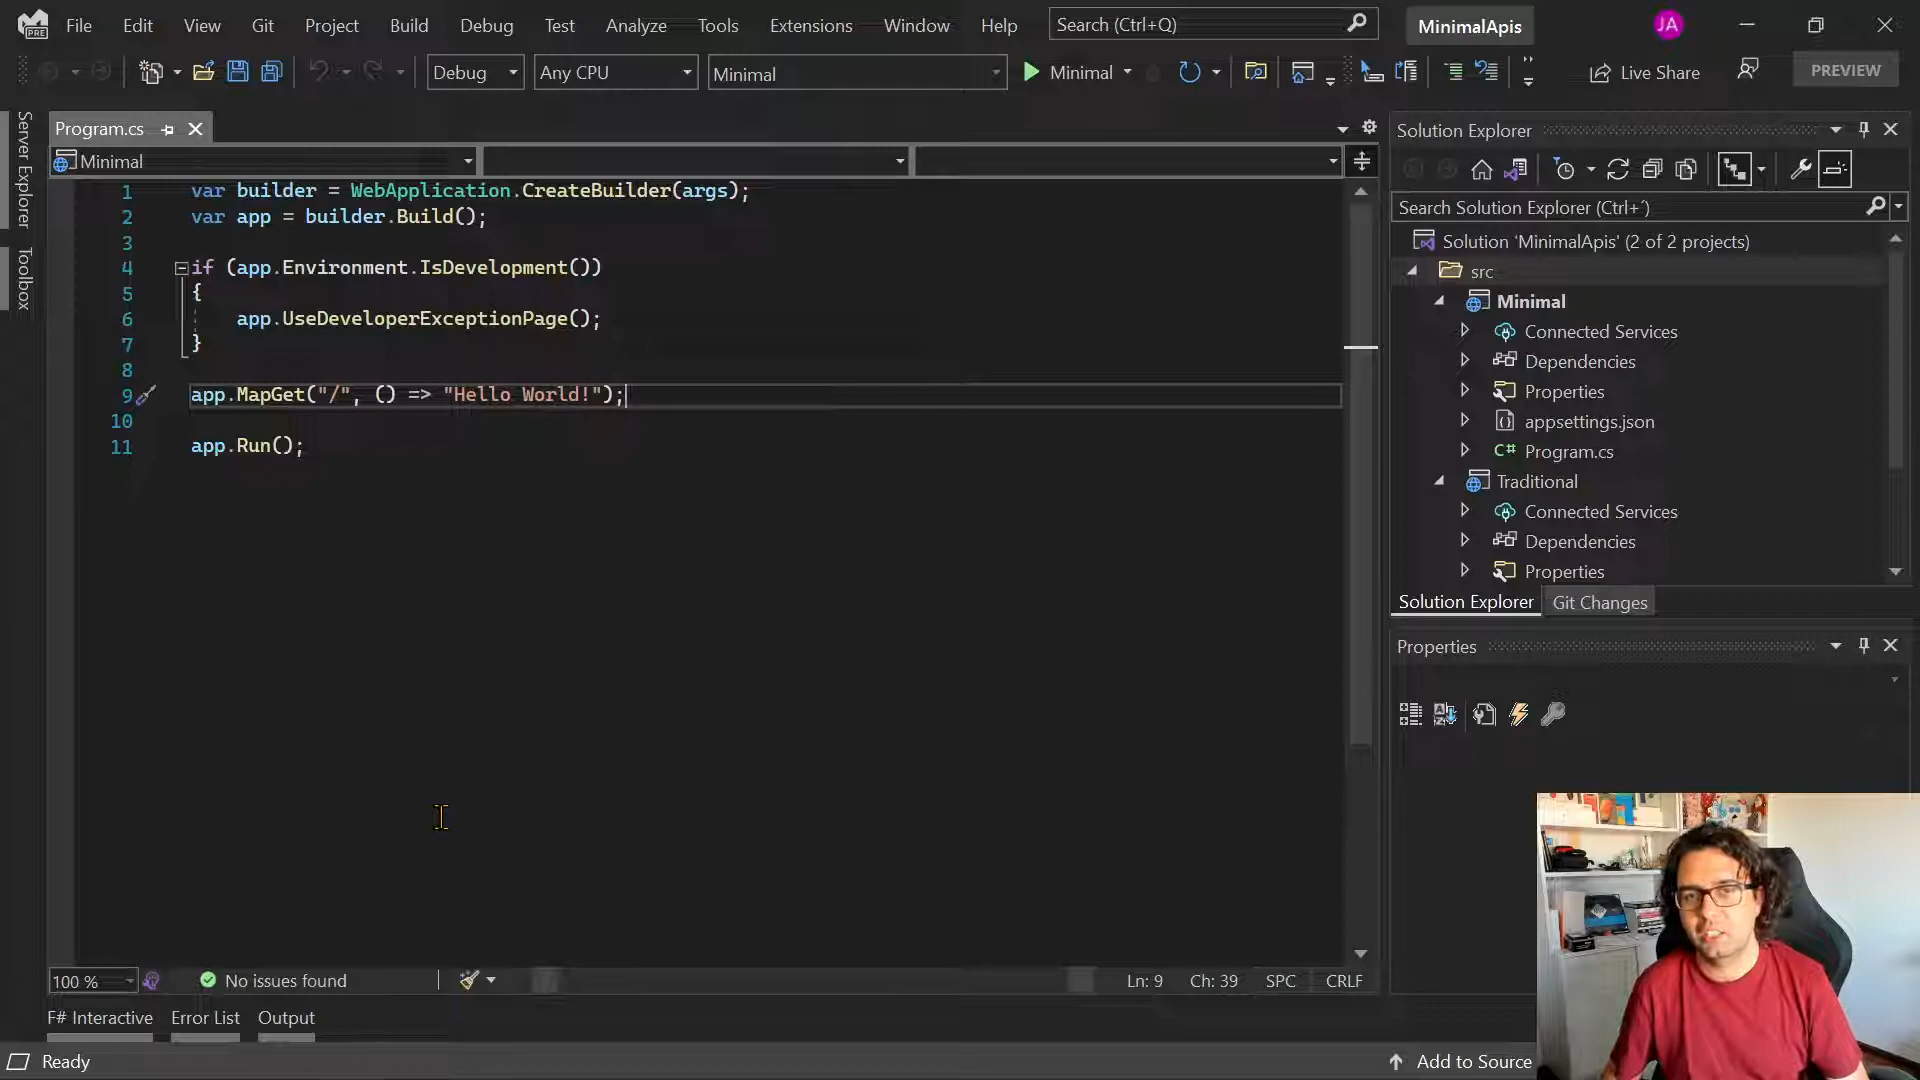 File Edit View Git Project Build Debug Test Analyze Tools Extensions Window Help Search (Ctrl+Q) MinimalApis JA
PRE
Debug Any CPU Minimal Minimal Live Share PREVIEW
Server Explorer
Toolbox
Program.cs
Minimal
1 var builder = WebApplication.CreateBuilder(args);
2 var app = builder.Build();
3
4 if (app.Environment.IsDevelopment())
5 {
6 app.UseDeveloperExceptionPage();
7 }
8
9 app.MapGet("/", () => "Hello World!");
10
11 app.Run();
100 % No issues found Ln: 9 Ch: 39 SPC CRLF
F# Interactive Error List Output
Ready
Solution Explorer
Search Solution Explorer (Ctrl+´)
Solution 'MinimalApis' (2 of 2 projects)
src
Minimal
Connected Services
Dependencies
Properties
appsettings.json
C# Program.cs
Traditional
Connected Services
Dependencies
Properties
Solution Explorer Git Changes
Properties
Add to Source